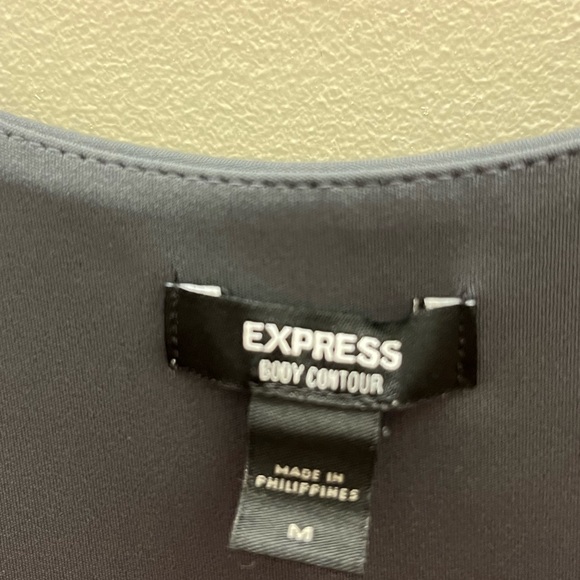 EXPRESS
BODY CONTOUR
MADE IN
PHILIPPINES
M